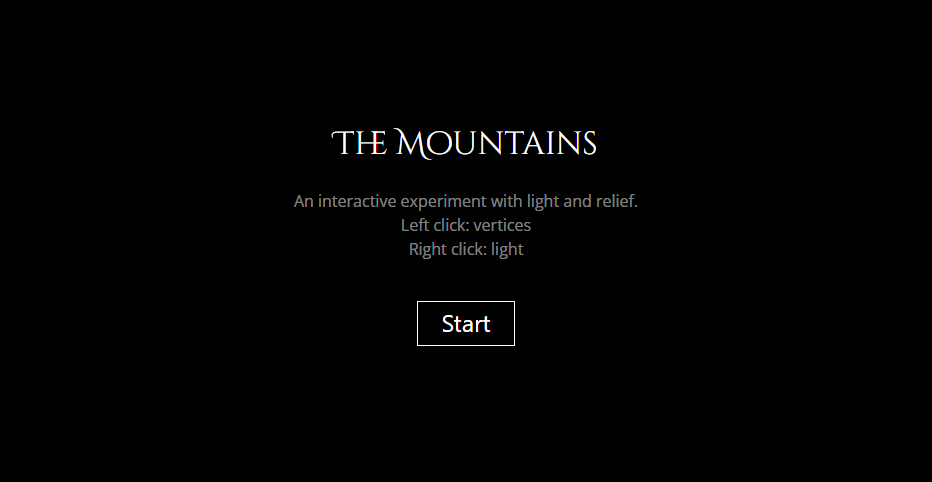 The Mountains
An interactive experiment with light and relief.
Left click: vertices
Right click: light
Start